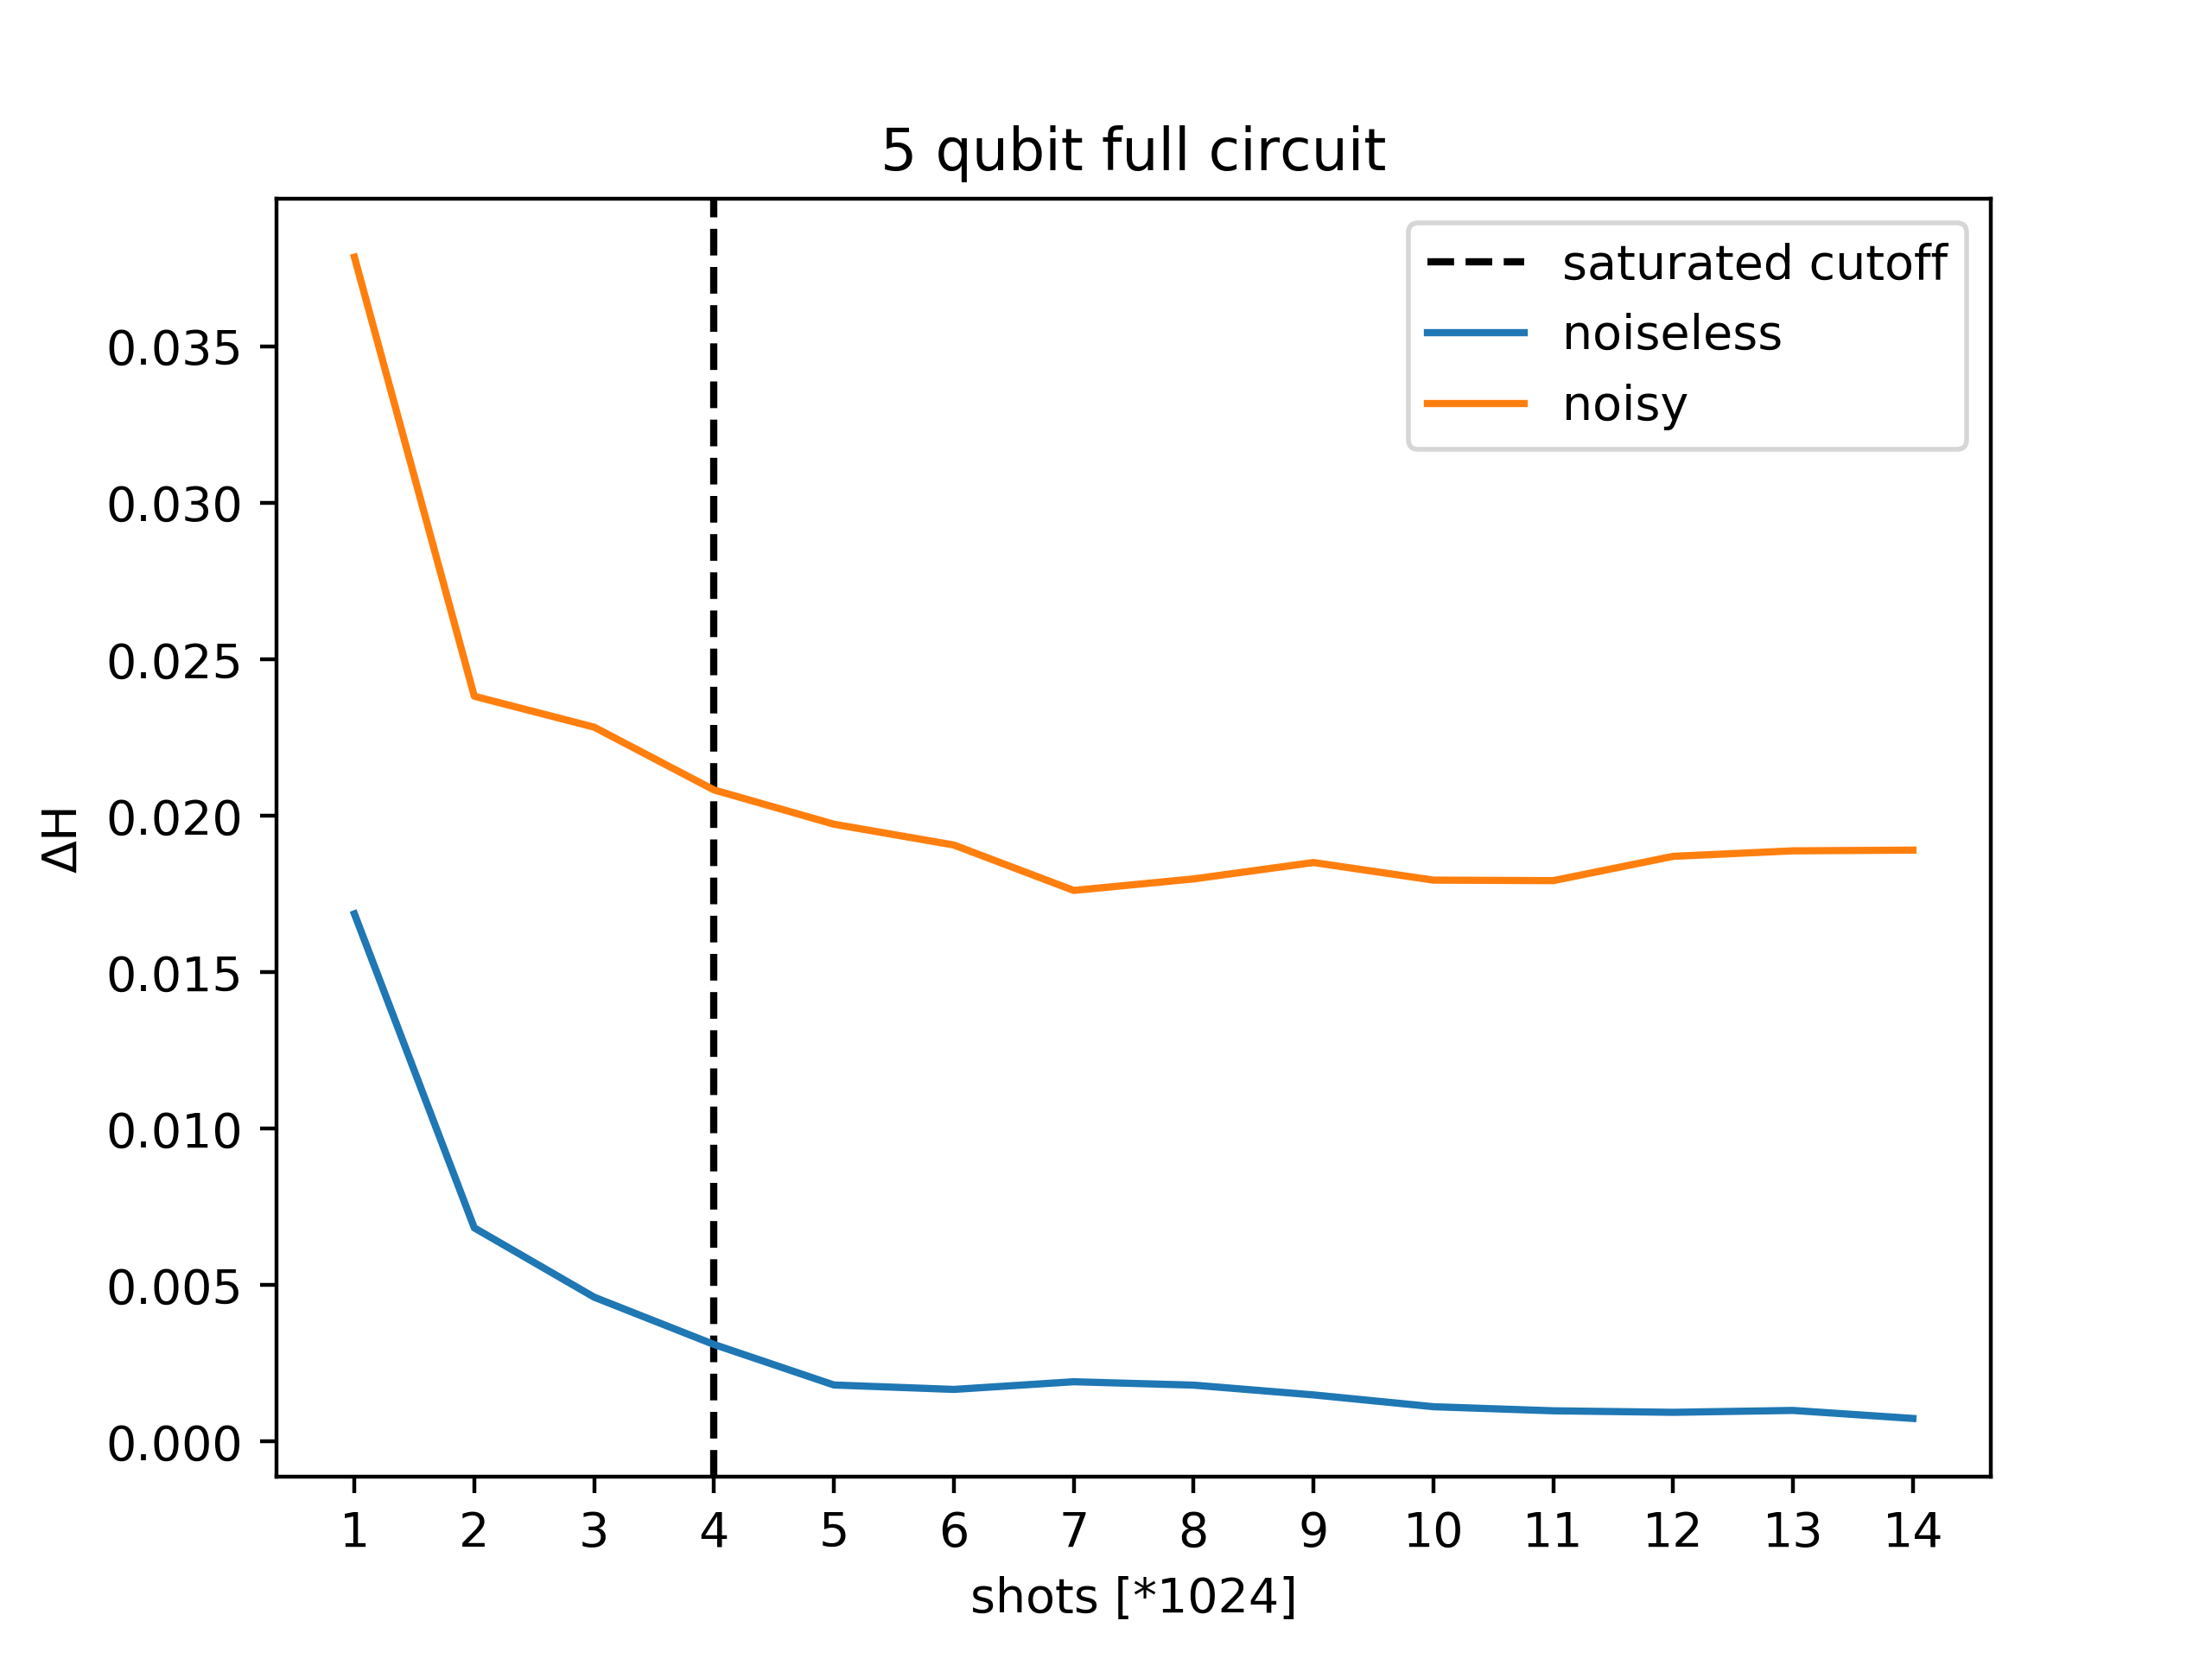 5 qubit full circuit
saturated cutoff
noiseless
noisy
0.035
0.030
0.025
0.020
0.015
0.010
0.005
0.000
ΔH
1 2 3 4 5 6 7 8 9 10 11 12 13 14
shots [*1024]